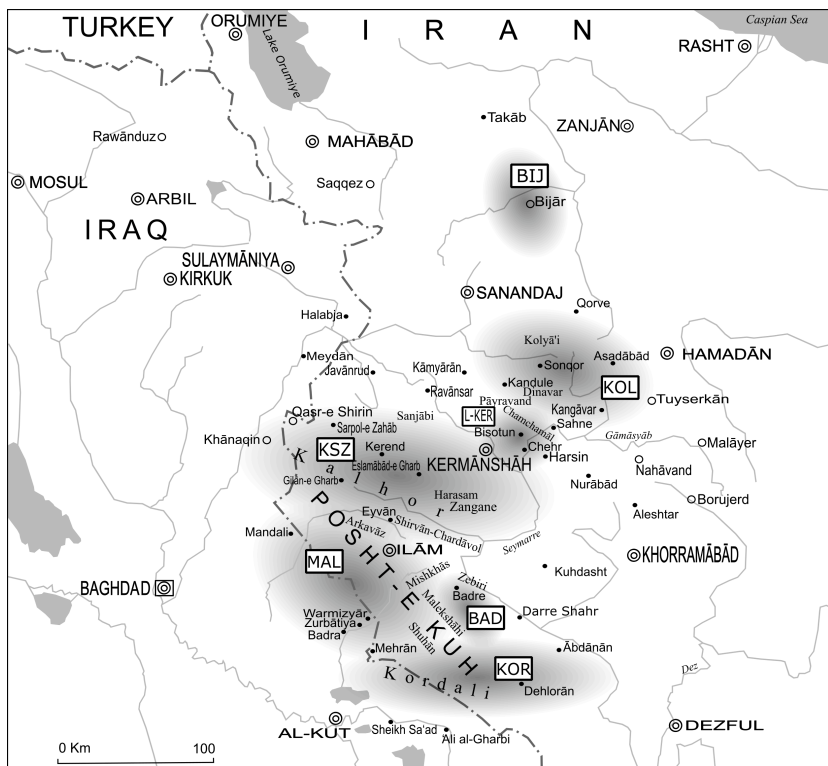 TURKEY
ORUMIYE
I R A N
Caspian Sea
RASHT
Lake Orumiye
Takāb
ZANJĀN
Rawānduz
MAHĀBĀD
Saqqez
MOSUL
ARBIL
BIJ
Bijār
IRAQ
SULAYMĀNIYA
KIRKUK
SANANDAJ
Qorve
Halabja
Kolyā'i
Meydān
Javānrud
Kāmyārān
Sonqor
Asadābād
HAMADĀN
Kandule
Dinavar
KOL
Ravānsar
Pāyravand
Tuyserkān
Qasr-e Shirin
Sanjābi
L-KER
Chamchamāl
Kangāvar
Sarpol-e Zahāb
Bisotun
Sahne
Gāmāsyāb
Khānaqin
KSZ
Kerend
Chehr
Malāyer
Eslamābād-e Gharb
KERMĀNSHĀH
Harsin
Nahāvand
Gilān-e Gharb
Kalhor
Nurābād
Harasam
Zangane
Borujerd
Aleshtar
Eyvān
Arkavāz
Shirvān-Chardāvol
Mandali
POSHT-E KUH
Seymarre
ILĀM
MAL
KHORRAMĀBĀD
BAGHDAD
Mishkhās
Zebiri
Kuhdasht
Badre
Malekshāhi
BAD
Darre Shahr
Warmizyār
Zurbātiya
Badra
Shuhān
Mehrān
Ābdānān
KOR
Kordali
Dehlorān
Dez
AL-KUT
Sheikh Sa'ad
Ali al-Gharbi
DEZFUL
0 Km 100